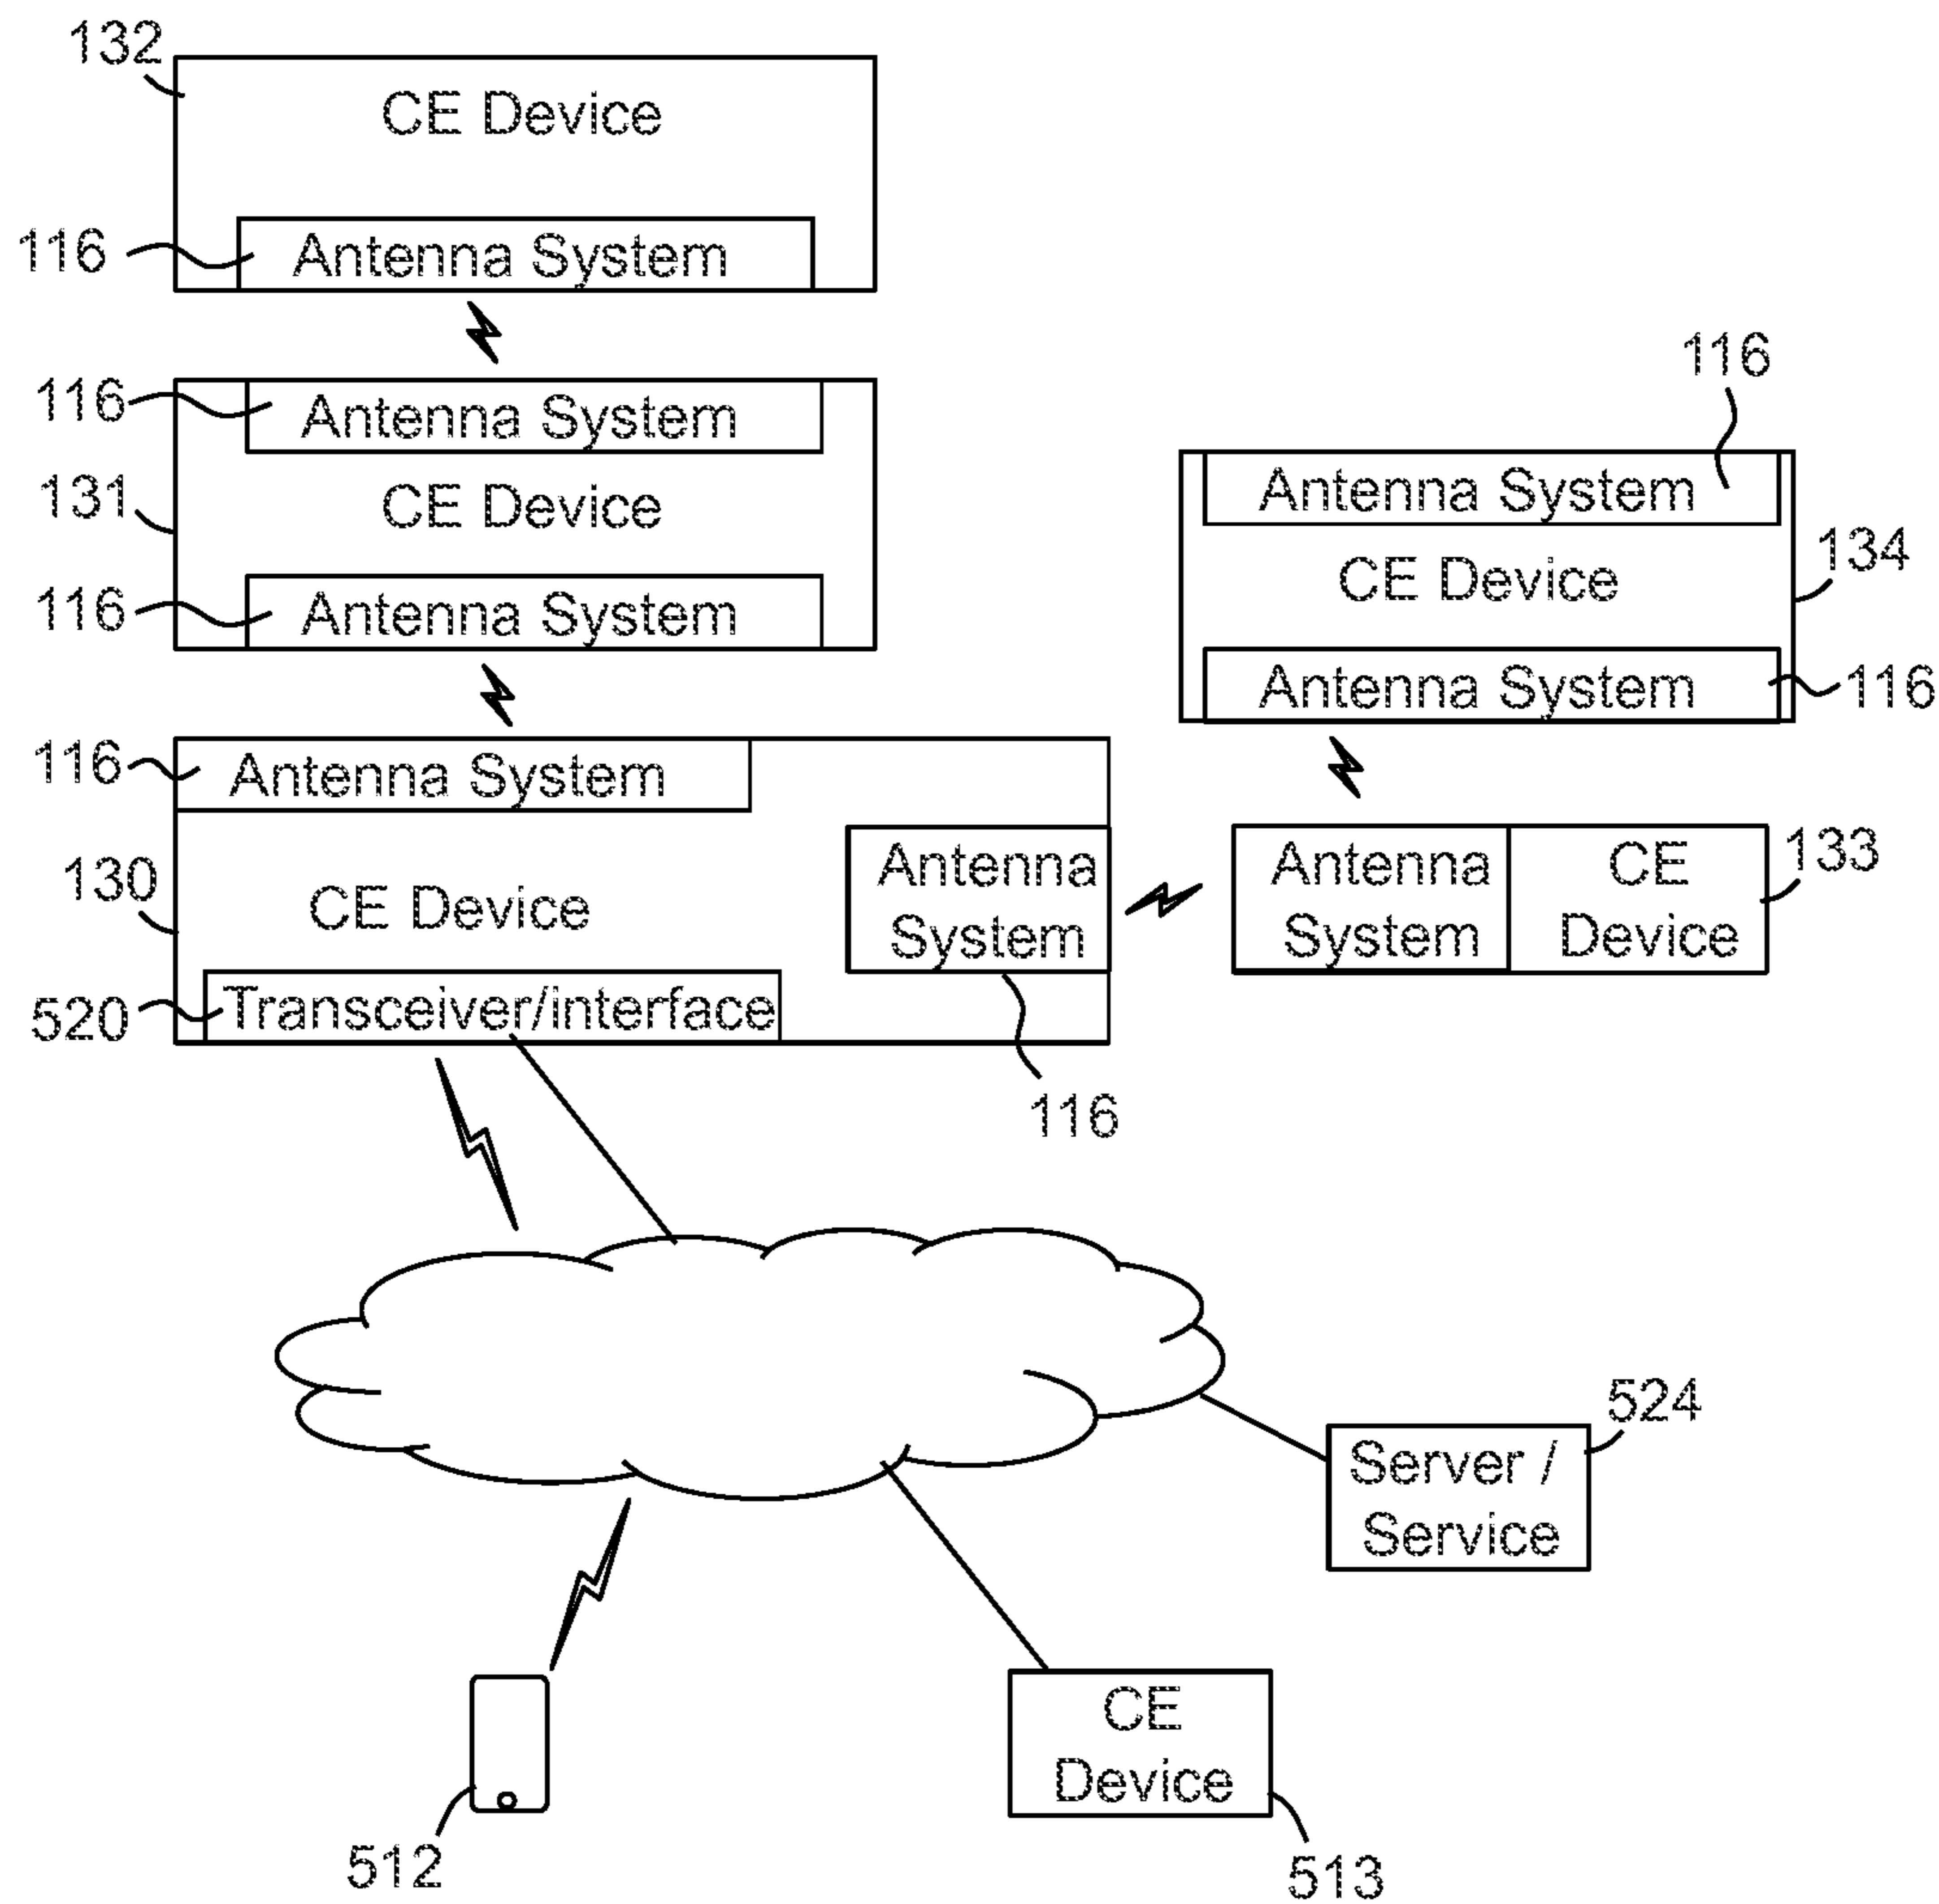 132
CE Device
116
Antenna System
116
Antenna System
131
CE Device
116
Antenna System
116
Antenna System
134
CE Device
Antenna System
116
116
Antenna System
130
CE Device
Antenna
System
116
Antenna
System
CE
Device
133
520
Transceiver/interface
524
Server /
Service
512
CE
Device
513